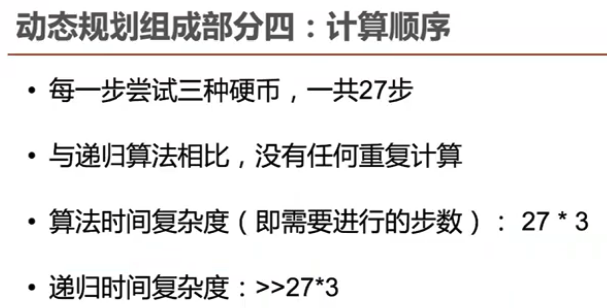 动态规划组成部分四：计算顺序
• 每一步尝试三种硬币，一共27步
• 与递归算法相比，没有任何重复计算
• 算法时间复杂度（即需要进行的步数）：27 * 3
• 递归时间复杂度：>>27*3